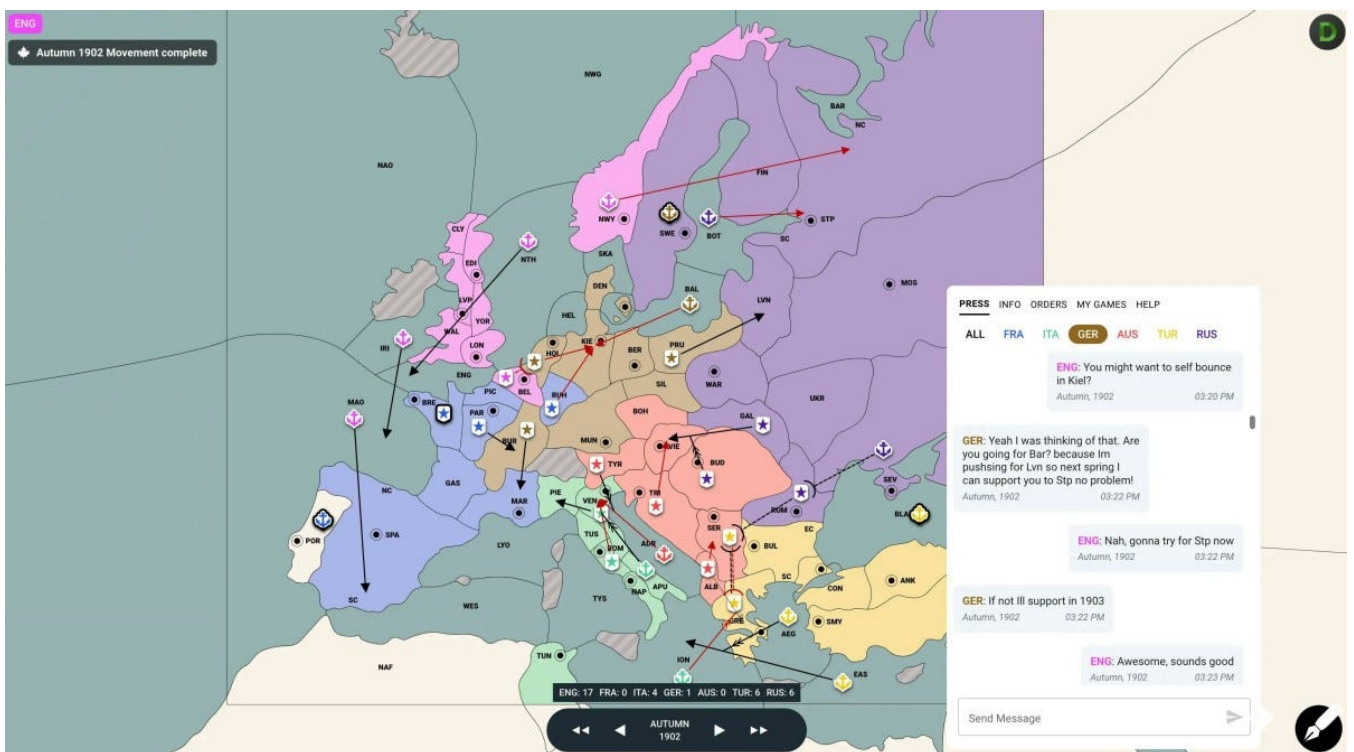 ENG
Autumn 1902 Movement complete
D
NWG
BAR
NC
NAO
FIN
NWY
SWE
BOT
STP
SC
SKA
MOS
CLY
NTH
EDI
DEN
BAL
LVN
LVP
HEL
YOR
WAL
IRI
LON
HOL
KIE
BER
PRU
ENG
SIL
WAR
BEL
PIC
RUH
UKR
MAO
BRE
PAR
BOH
GAL
BUR
MUN
VIE
NC
TYR
BUD
GAS
SEV
MAR
PIE
VEN
TRI
RUM
BLA
POR
SPA
TUS
SER
EC
LYO
ROM
ADR
BUL
SC
CON
ANK
SC
WES
TYS
NAP
APU
ALB
GRE
AEG
SMY
NAF
TUN
ION
EAS
ENG: 17 FRA: 0 ITA: 4 GER: 1 AUS: 0 TUR: 6 RUS: 6
AUTUMN
1902
PRESS INFO ORDERS MY GAMES HELP
ALL FRA ITA GER AUS TUR RUS
ENG: You might want to self bounce
in Kiel?
Autumn, 1902 03:20 PM
GER: Yeah I was thinking of that. Are
you going for Bar? because Im
pushsing for Lvn so next spring I
can support you to Stp no problem!
Autumn, 1902 03:22 PM
ENG: Nah, gonna try for Stp now
Autumn, 1902 03:22 PM
GER: If not Ill support in 1903
Autumn, 1902 03:22 PM
ENG: Awesome, sounds good
Autumn, 1902 03:23 PM
Send Message